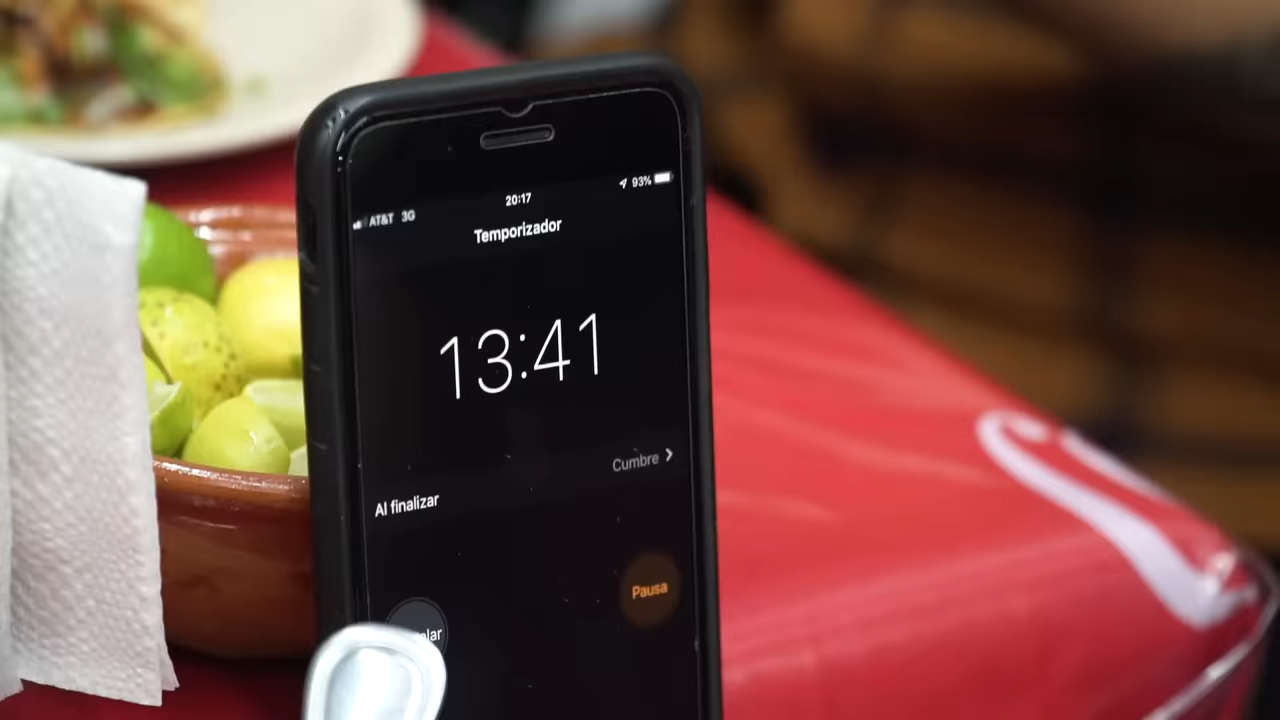 AT&T 3G
20:17
93%
Temporizador
13:41
Cumbre
Al finalizar
Pausa